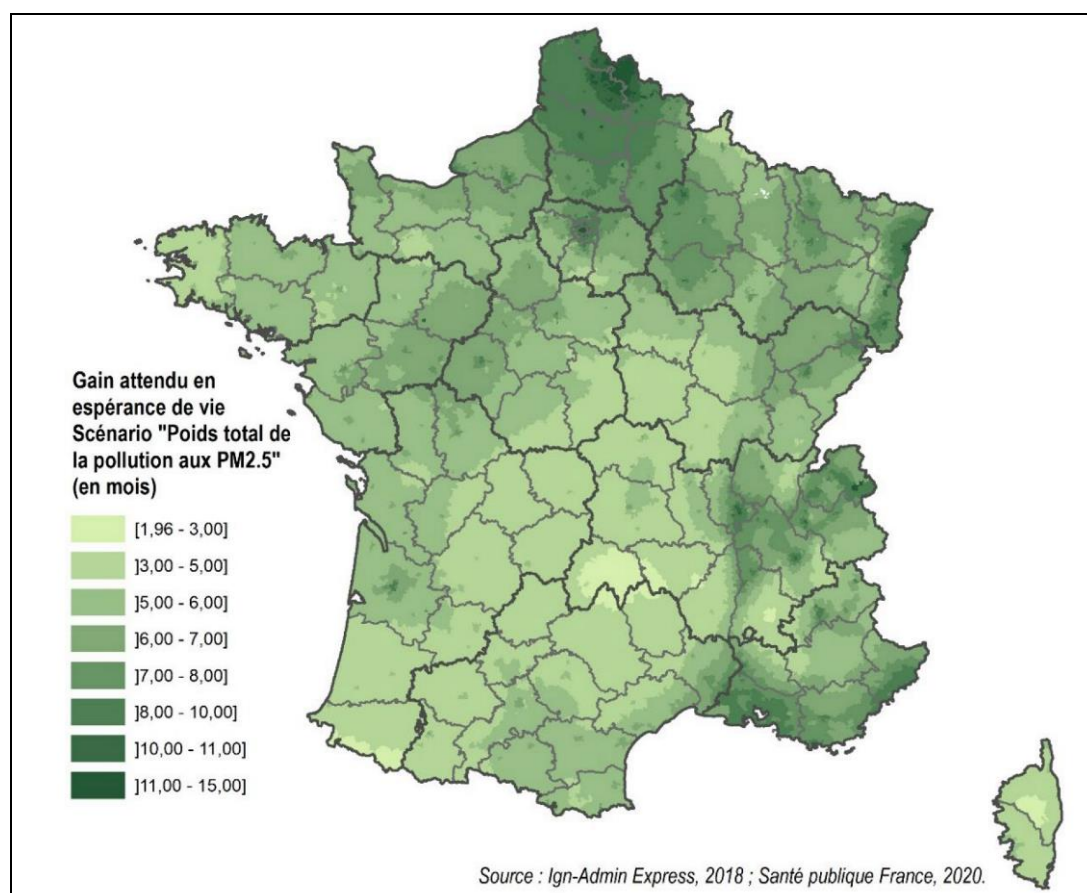 Gain attendu en
espérance de vie
Scénario "Poids total de
la pollution aux PM2.5"
(en mois)
[1,96 - 3,00]
]3,00 - 5,00]
]5,00 - 6,00]
]6,00 - 7,00]
]7,00 - 8,00]
]8,00 - 10,00]
]10,00 - 11,00]
]11,00 - 15,00]
Source : Ign-Admin Express, 2018 ; Santé publique France, 2020.